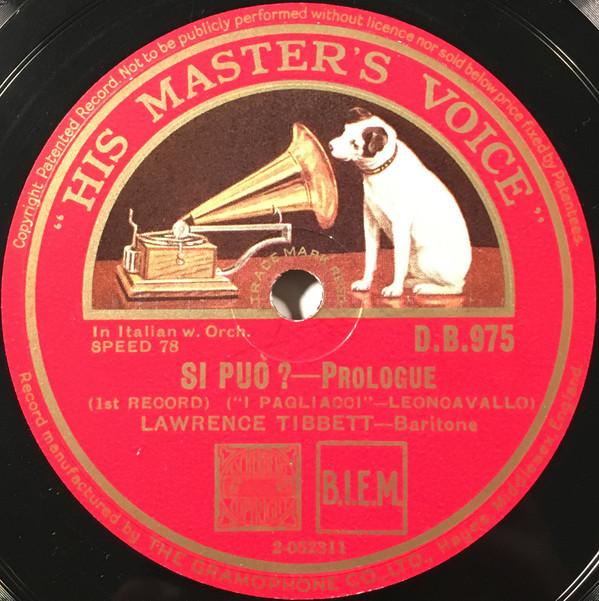 Copyright Patented Record. Not to be publicly performed without licence nor sold below price fixed by Patentees.
"HIS MASTER'S VOICE"
TRADE MARK
In Italian w. Orch.
SPEED 78
D.B.975
SI PUÒ?—PROLOGUE
(1st RECORD) ("I PAGLIACCI"—LEONCAVALLO)
LAWRENCE TIBBETT—Baritone
B.I.E.M.
2-052311
Record manufactured by THE GRAMOPHONE CO., LTD., Hayes, Middlesex, England.